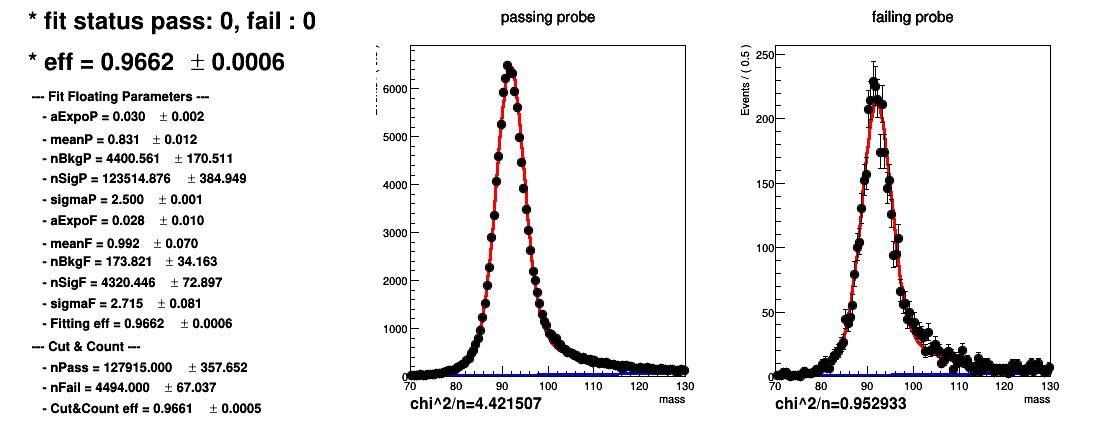 * fit status pass: 0, fail : 0
* eff = 0.9662 ± 0.0006
--- Fit Floating Parameters ---
- aExpoP = 0.030 ± 0.002
- meanP = 0.831 ± 0.012
- nBkgP = 4400.561 ± 170.511
- nSigP = 123514.876 ± 384.949
- sigmaP = 2.500 ± 0.001
- aExpoF = 0.028 ± 0.010
- meanF = 0.992 ± 0.070
- nBkgF = 173.821 ± 34.163
- nSigF = 4320.446 ± 72.897
- sigmaF = 2.715 ± 0.081
- Fitting eff = 0.9662 ± 0.0006
--- Cut & Count ---
- nPass = 127915.000 ± 357.652
- nFail = 4494.000 ± 67.037
- Cut&Count eff = 0.9661 ± 0.0005
passing probe
6000
5000
4000
3000
2000
1000
0
70 80 90 100 110 120 130
mass
chi^2/n=4.421507
failing probe
Events / ( 0.5 )
250
200
150
100
50
0
70 80 90 100 110 120 130
mass
chi^2/n=0.952933